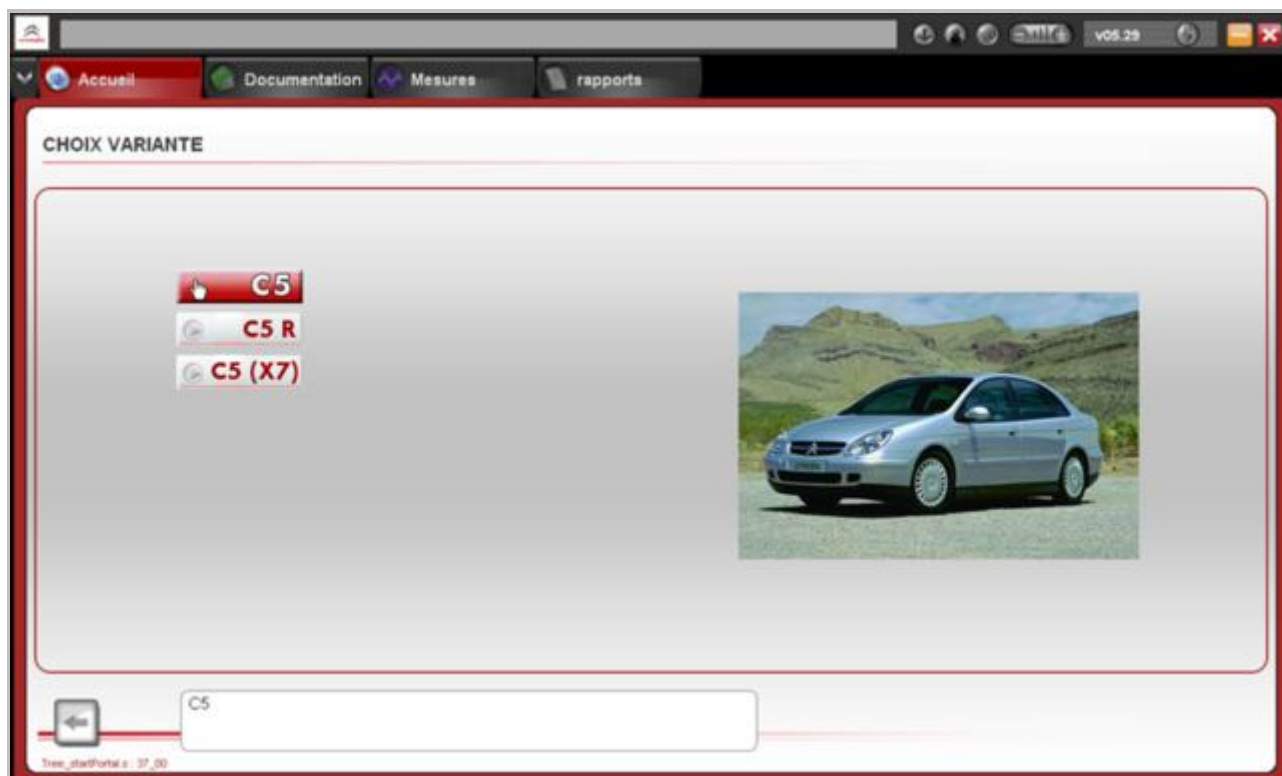 v05.29
Accueil
Documentation
Mesures
rapports
CHOIX VARIANTE
C5
C5 R
C5 (X7)
C5
Tree_startPortal.s : 37_00